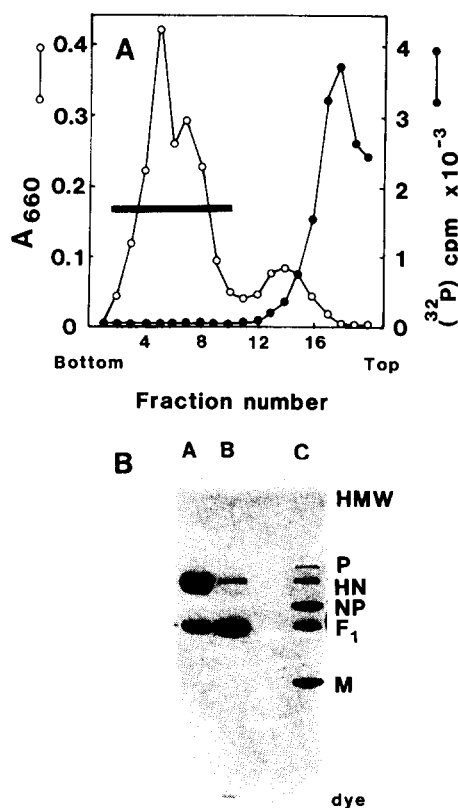 A
0.4
0.3
0.2
0.1
0
A660
4
3
2
1
0
(32P) cpm x10-3
4 8 12 16
Bottom Top
Fraction number
B
A B C
HMW
P
HN
NP
F1
M
dye